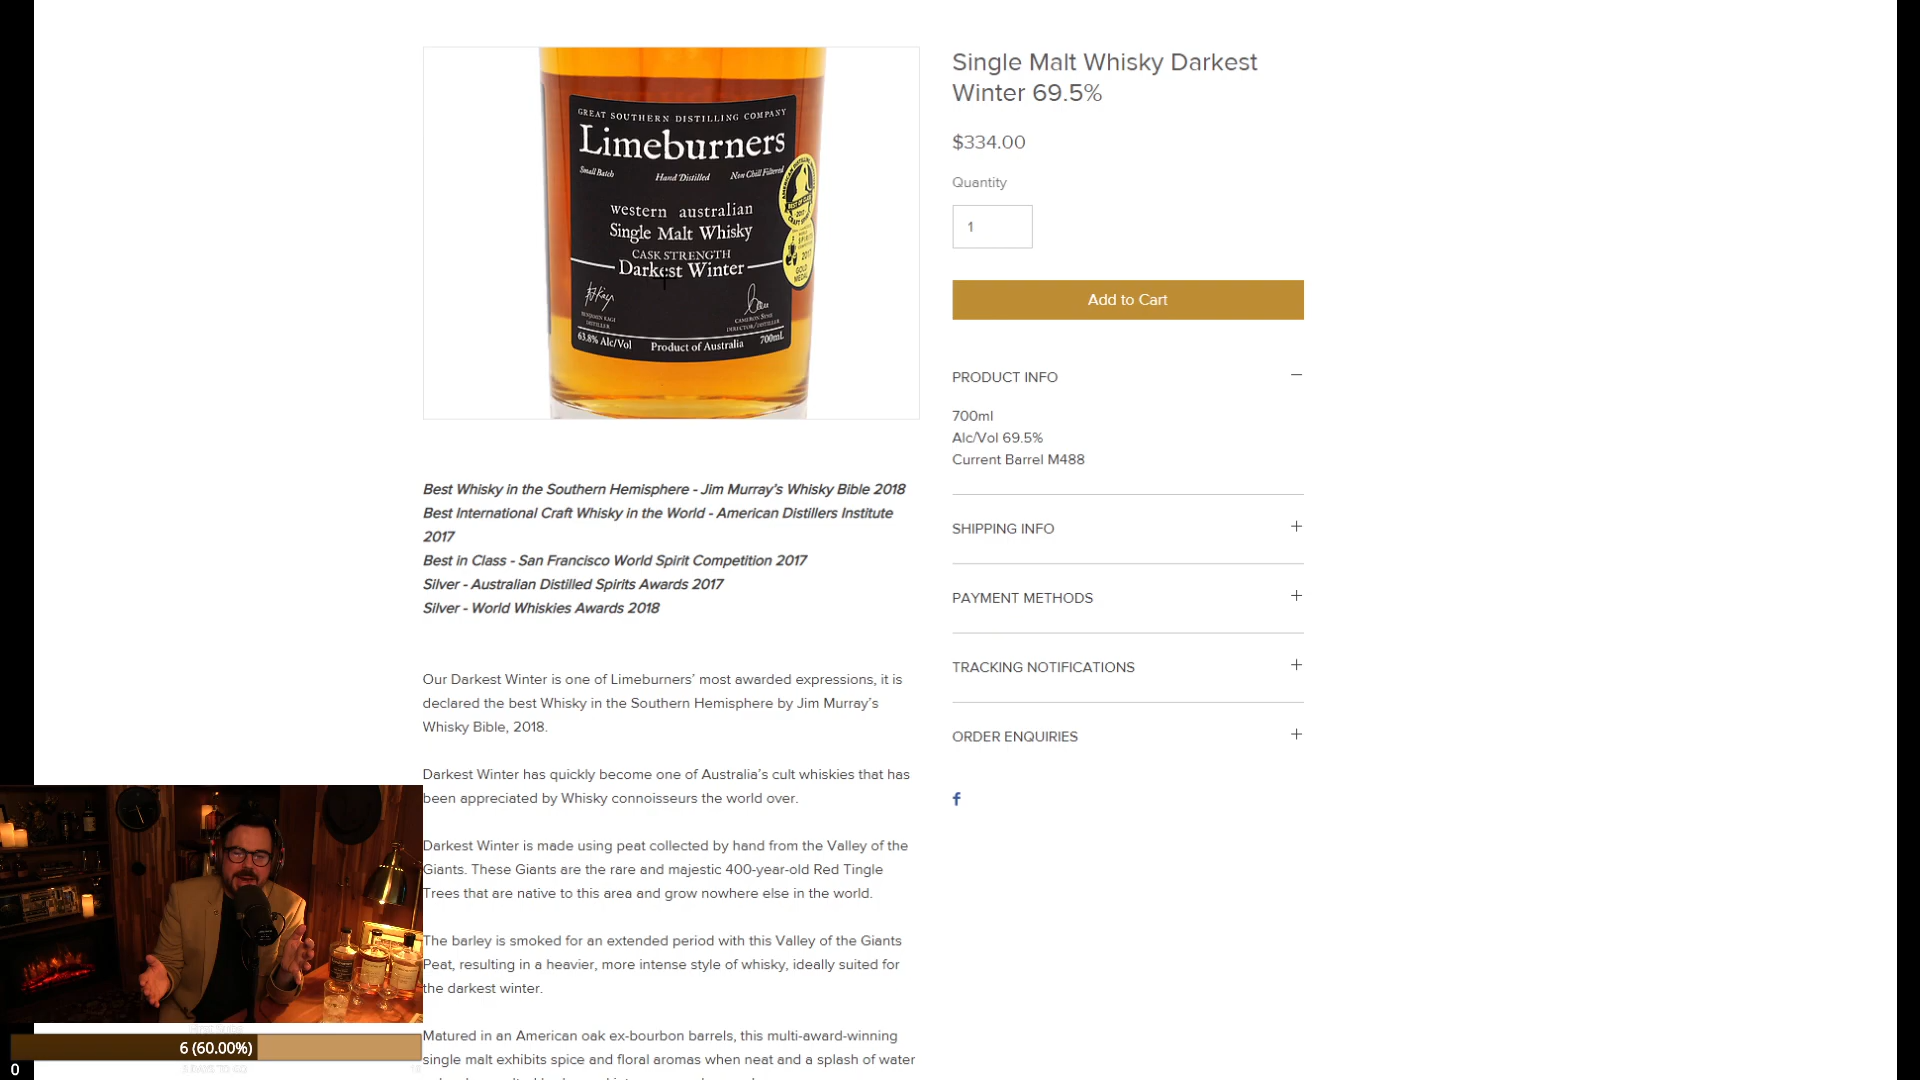 GREAT SOUTHERN DISTILLING COMPANY
Limeburners
Small Batch Hand Distilled Non Chill Filtered
western australian
Single Malt Whisky
CASK STRENGTH
Darkest Winter
BENJAMIN KAGI
DISTILLER
CAMERON SYME
DIRECTOR/DISTILLER
63.8% Alc/Vol Product of Australia 700mL
2017
GOLD
MEDAL
Single Malt Whisky Darkest
Winter 69.5%
$334.00
Quantity
1
Add to Cart
PRODUCT INFO
700ml
Alc/Vol 69.5%
Current Barrel M488
SHIPPING INFO
PAYMENT METHODS
TRACKING NOTIFICATIONS
ORDER ENQUIRIES
Best Whisky in the Southern Hemisphere - Jim Murray's Whisky Bible 2018
Best International Craft Whisky in the World - American Distillers Institute
2017
Best in Class - San Francisco World Spirit Competition 2017
Silver - Australian Distilled Spirits Awards 2017
Silver - World Whiskies Awards 2018
Our Darkest Winter is one of Limeburners' most awarded expressions, it is
declared the best Whisky in the Southern Hemisphere by Jim Murray's
Whisky Bible, 2018.
Darkest Winter has quickly become one of Australia's cult whiskies that has
been appreciated by Whisky connoisseurs the world over.
Darkest Winter is made using peat collected by hand from the Valley of the
Giants. These Giants are the rare and majestic 400-year-old Red Tingle
Trees that are native to this area and grow nowhere else in the world.
The barley is smoked for an extended period with this Valley of the Giants
Peat, resulting in a heavier, more intense style of whisky, ideally suited for
the darkest winter.
Matured in an American oak ex-bourbon barrels, this multi-award-winning
single malt exhibits spice and floral aromas when neat and a splash of water
6 (60.00%)
0